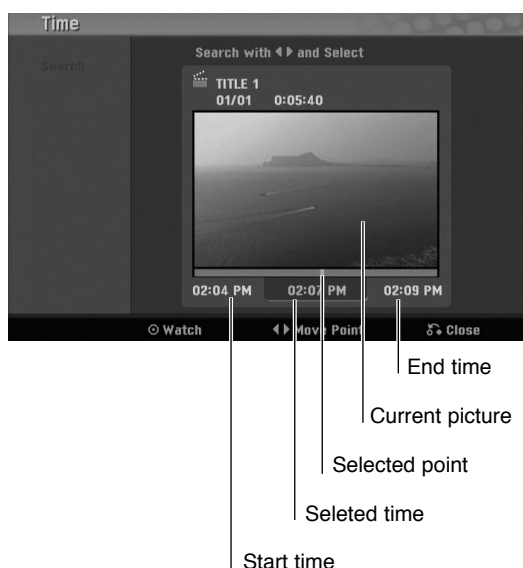 Time
Search
Search with ◀ ▶ and Select
TITLE 1
01/01 0:05:40
02:04 PM 02:07 PM 02:09 PM
Watch ◀ ▶ Move Point Close
End time
Current picture
Selected point
Seleted time
Start time